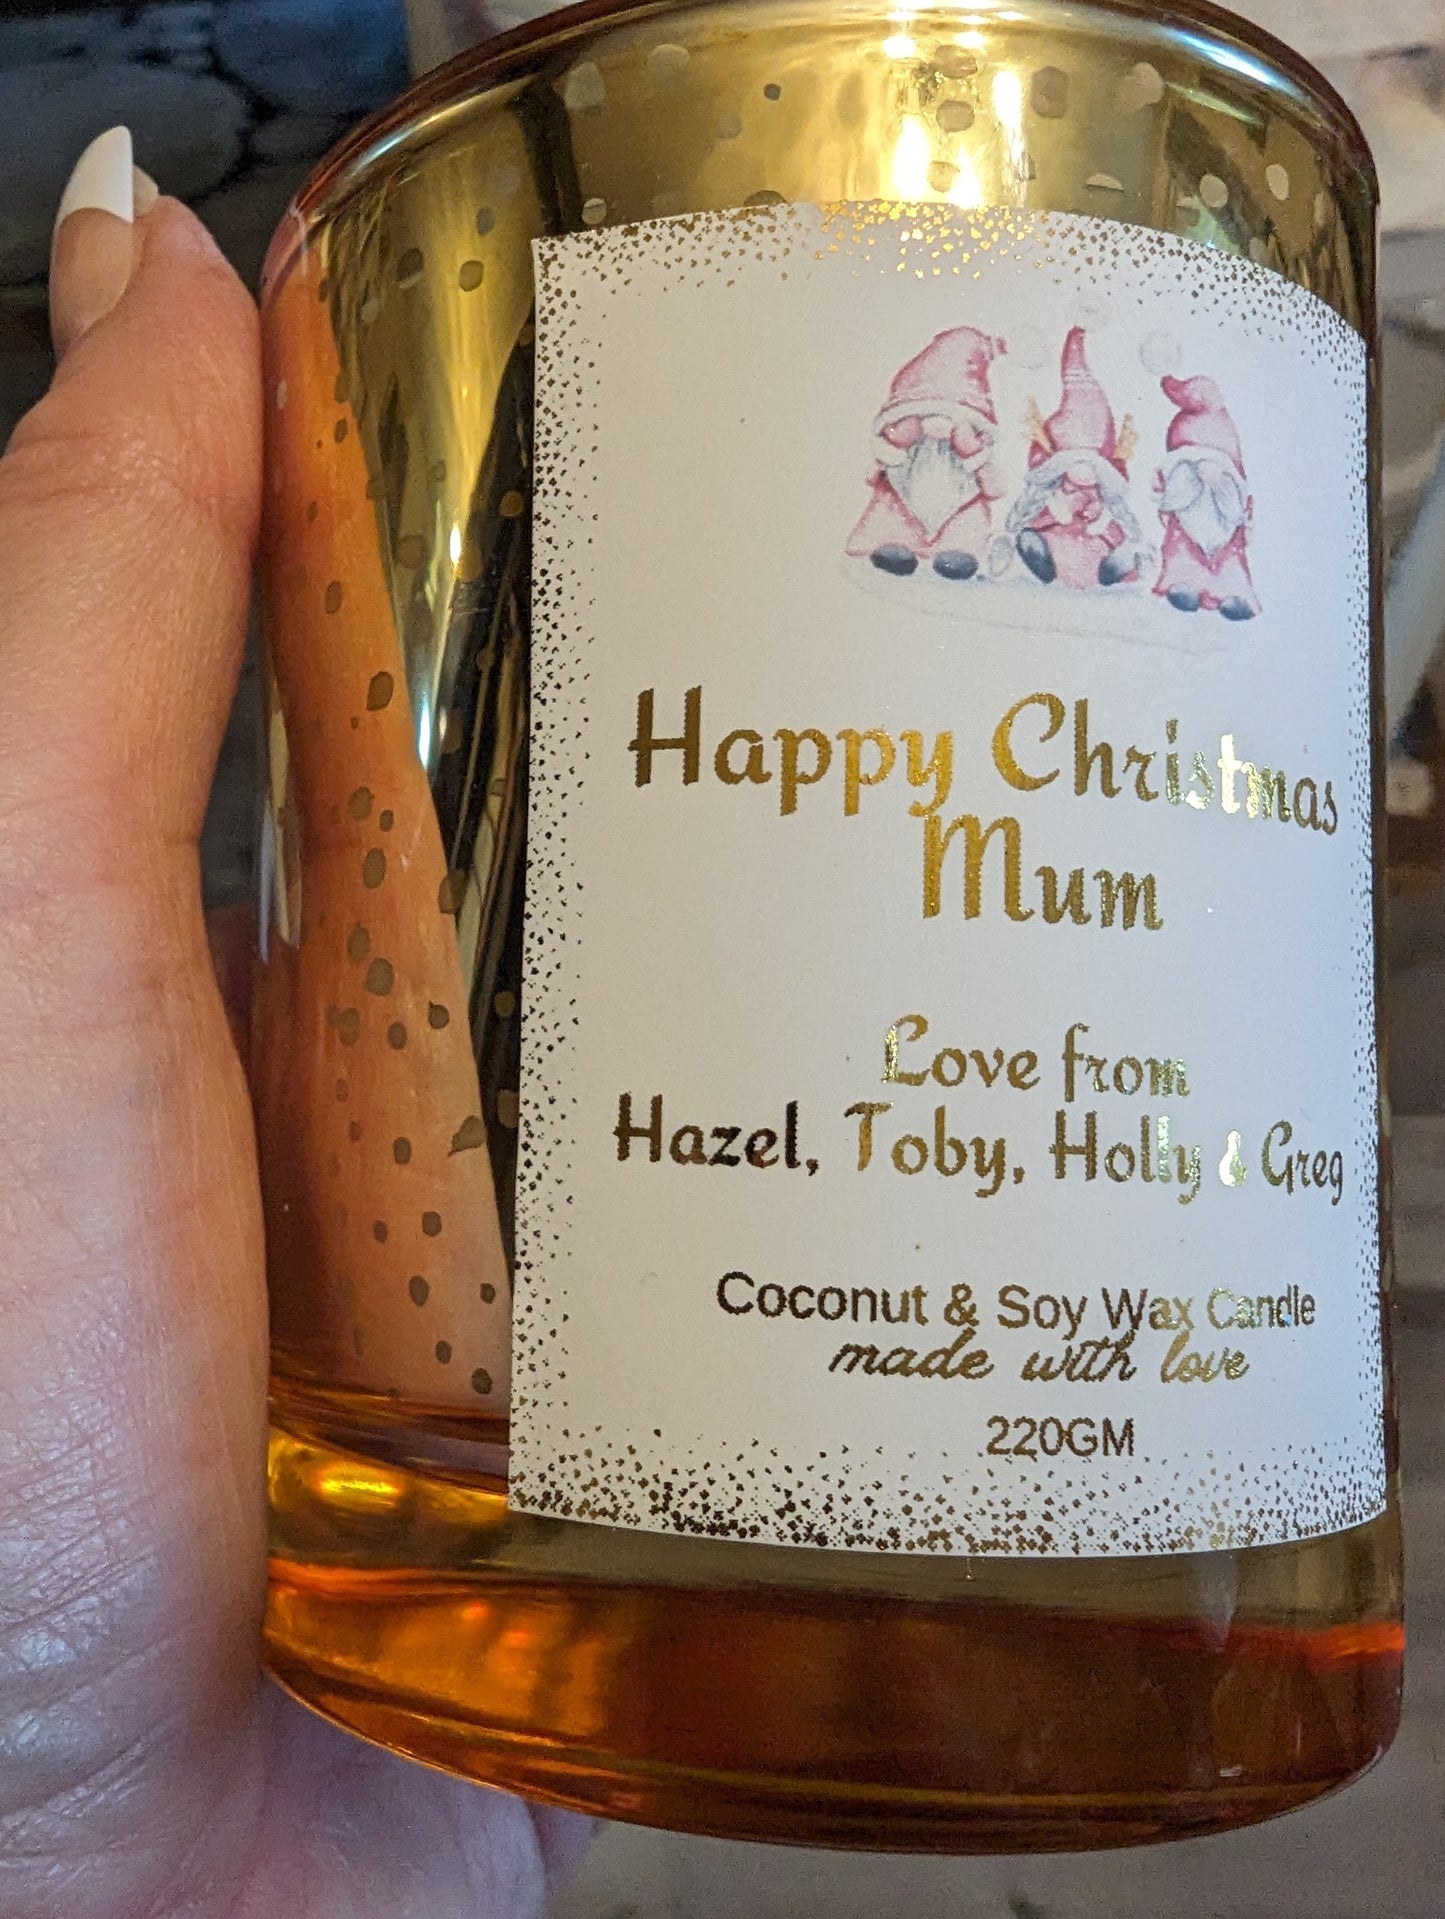 Happy Christmas
Mum
Love from
Hazel, Toby, Holly & Greg
Coconut & Soy Wax Candle
made with love
220GM